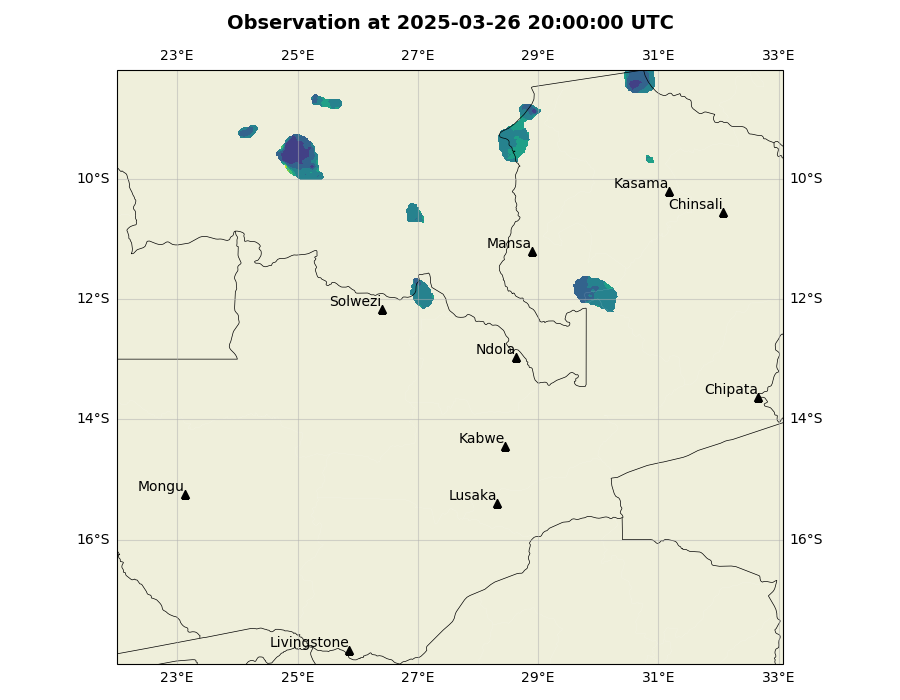 Observation at 2025-03-26 20:00:00 UTC
23°E 25°E 27°E 29°E 31°E 33°E
10°S 10°S
Kasama
Chinsali
Mansa
12°S 12°S
Solwezi
Ndola
Chipata
14°S 14°S
Kabwe
Mongu
Lusaka
16°S 16°S
Livingstone
23°E 25°E 27°E 29°E 31°E 33°E